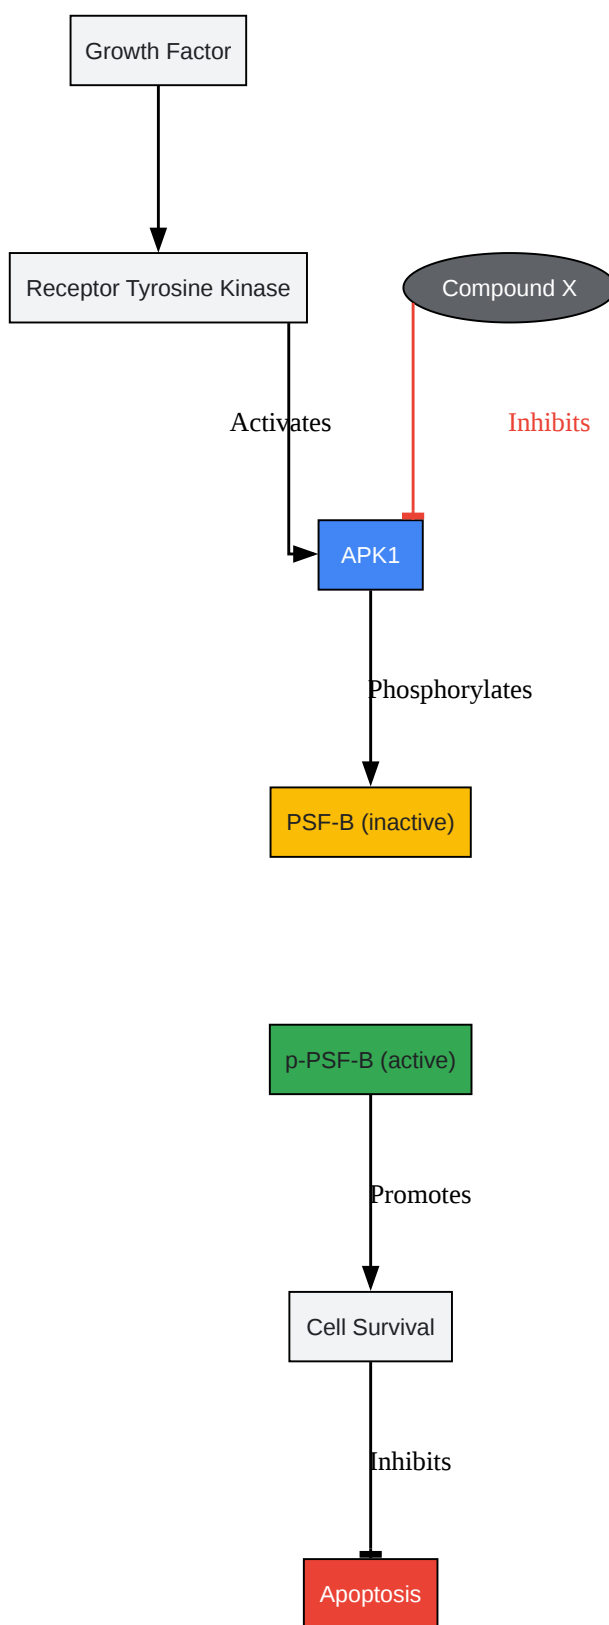 Growth Factor
Receptor Tyrosine Kinase
Compound X
Activates
Inhibits
APK1
Phosphorylates
PSF-B (inactive)
p-PSF-B (active)
Promotes
Cell Survival
Inhibits
Apoptosis